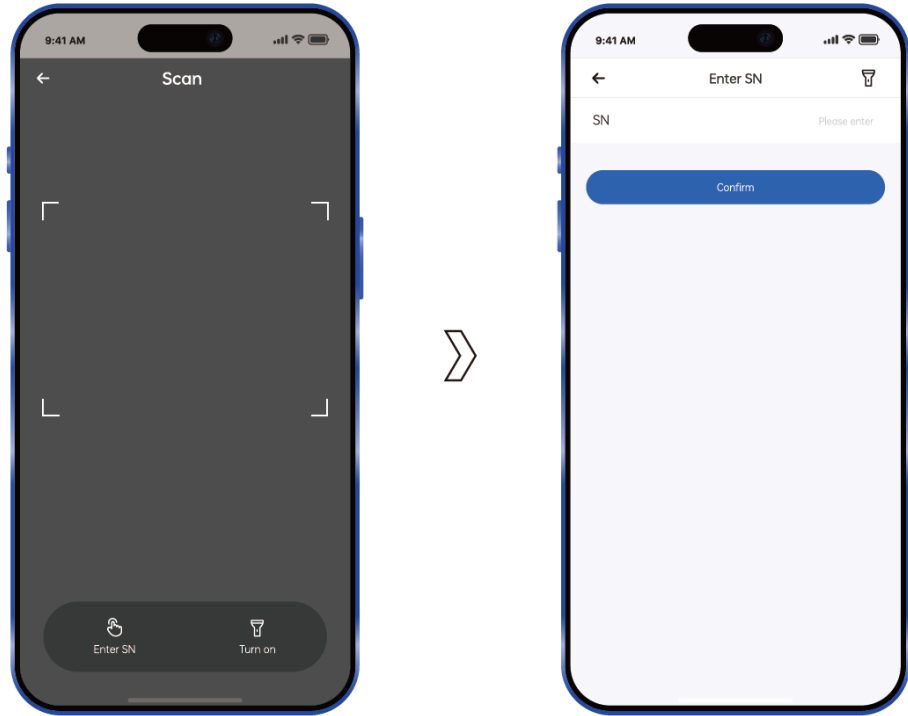 9:41 AM
Scan
Enter SN
Turn on
9:41 AM
Enter SN
SN
Please enter
Confirm